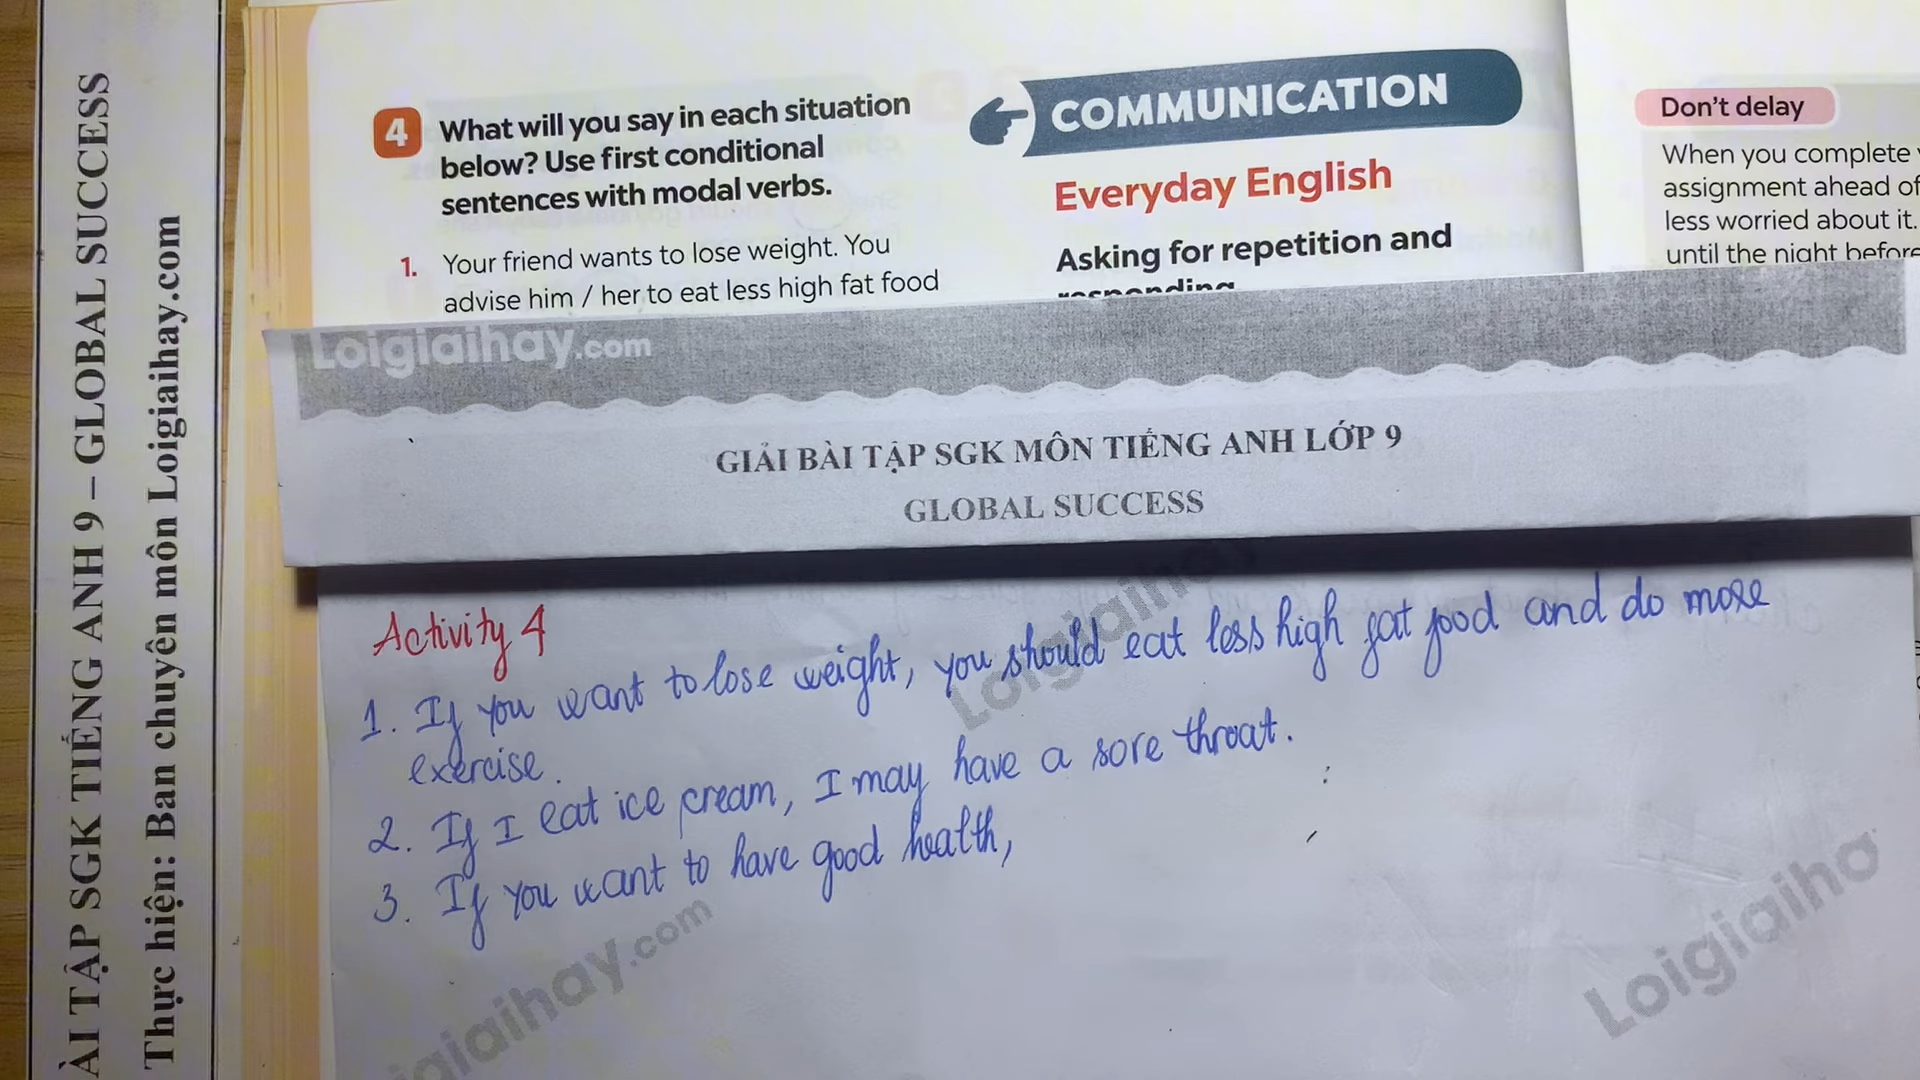 ÀI TẬP SGK TIẾNG ANH 9 – GLOBAL SUCCESS
Thực hiện: Ban chuyên môn Loigiaihay.com
4 What will you say in each situation
below? Use first conditional
sentences with modal verbs.
1. Your friend wants to lose weight. You
advise him / her to eat less high fat food
COMMUNICATION
Everyday English
Asking for repetition and
responding
Don't delay
When you complete
assignment ahead of
less worried about it.
until the night before
Loigiaihay.com
GIẢI BÀI TẬP SGK MÔN TIẾNG ANH LỚP 9
GLOBAL SUCCESS
Activity 4
1. If you want to lose weight, you should eat less high fat food and do more
exercise.
2. If I eat ice cream, I may have a sore throat.
3. If you want to have good health,
Loigiaihay
giaihay.com
Loigiaiha